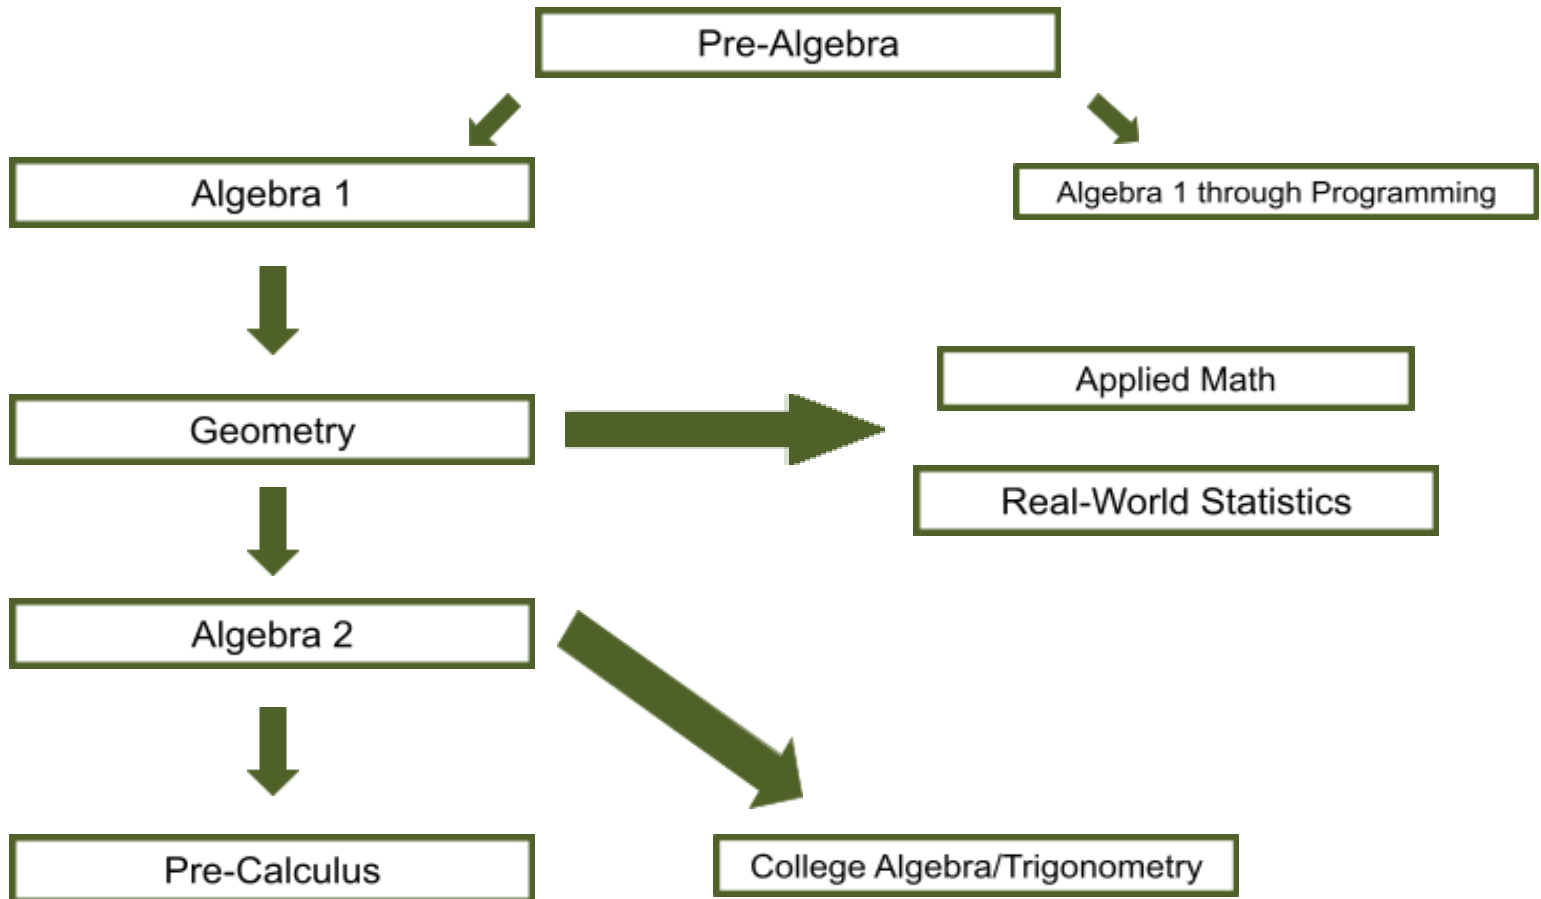 Pre-Algebra
Algebra 1
Algebra 1 through Programming
Applied Math
Geometry
Real-World Statistics
Algebra 2
Pre-Calculus
College Algebra/Trigonometry